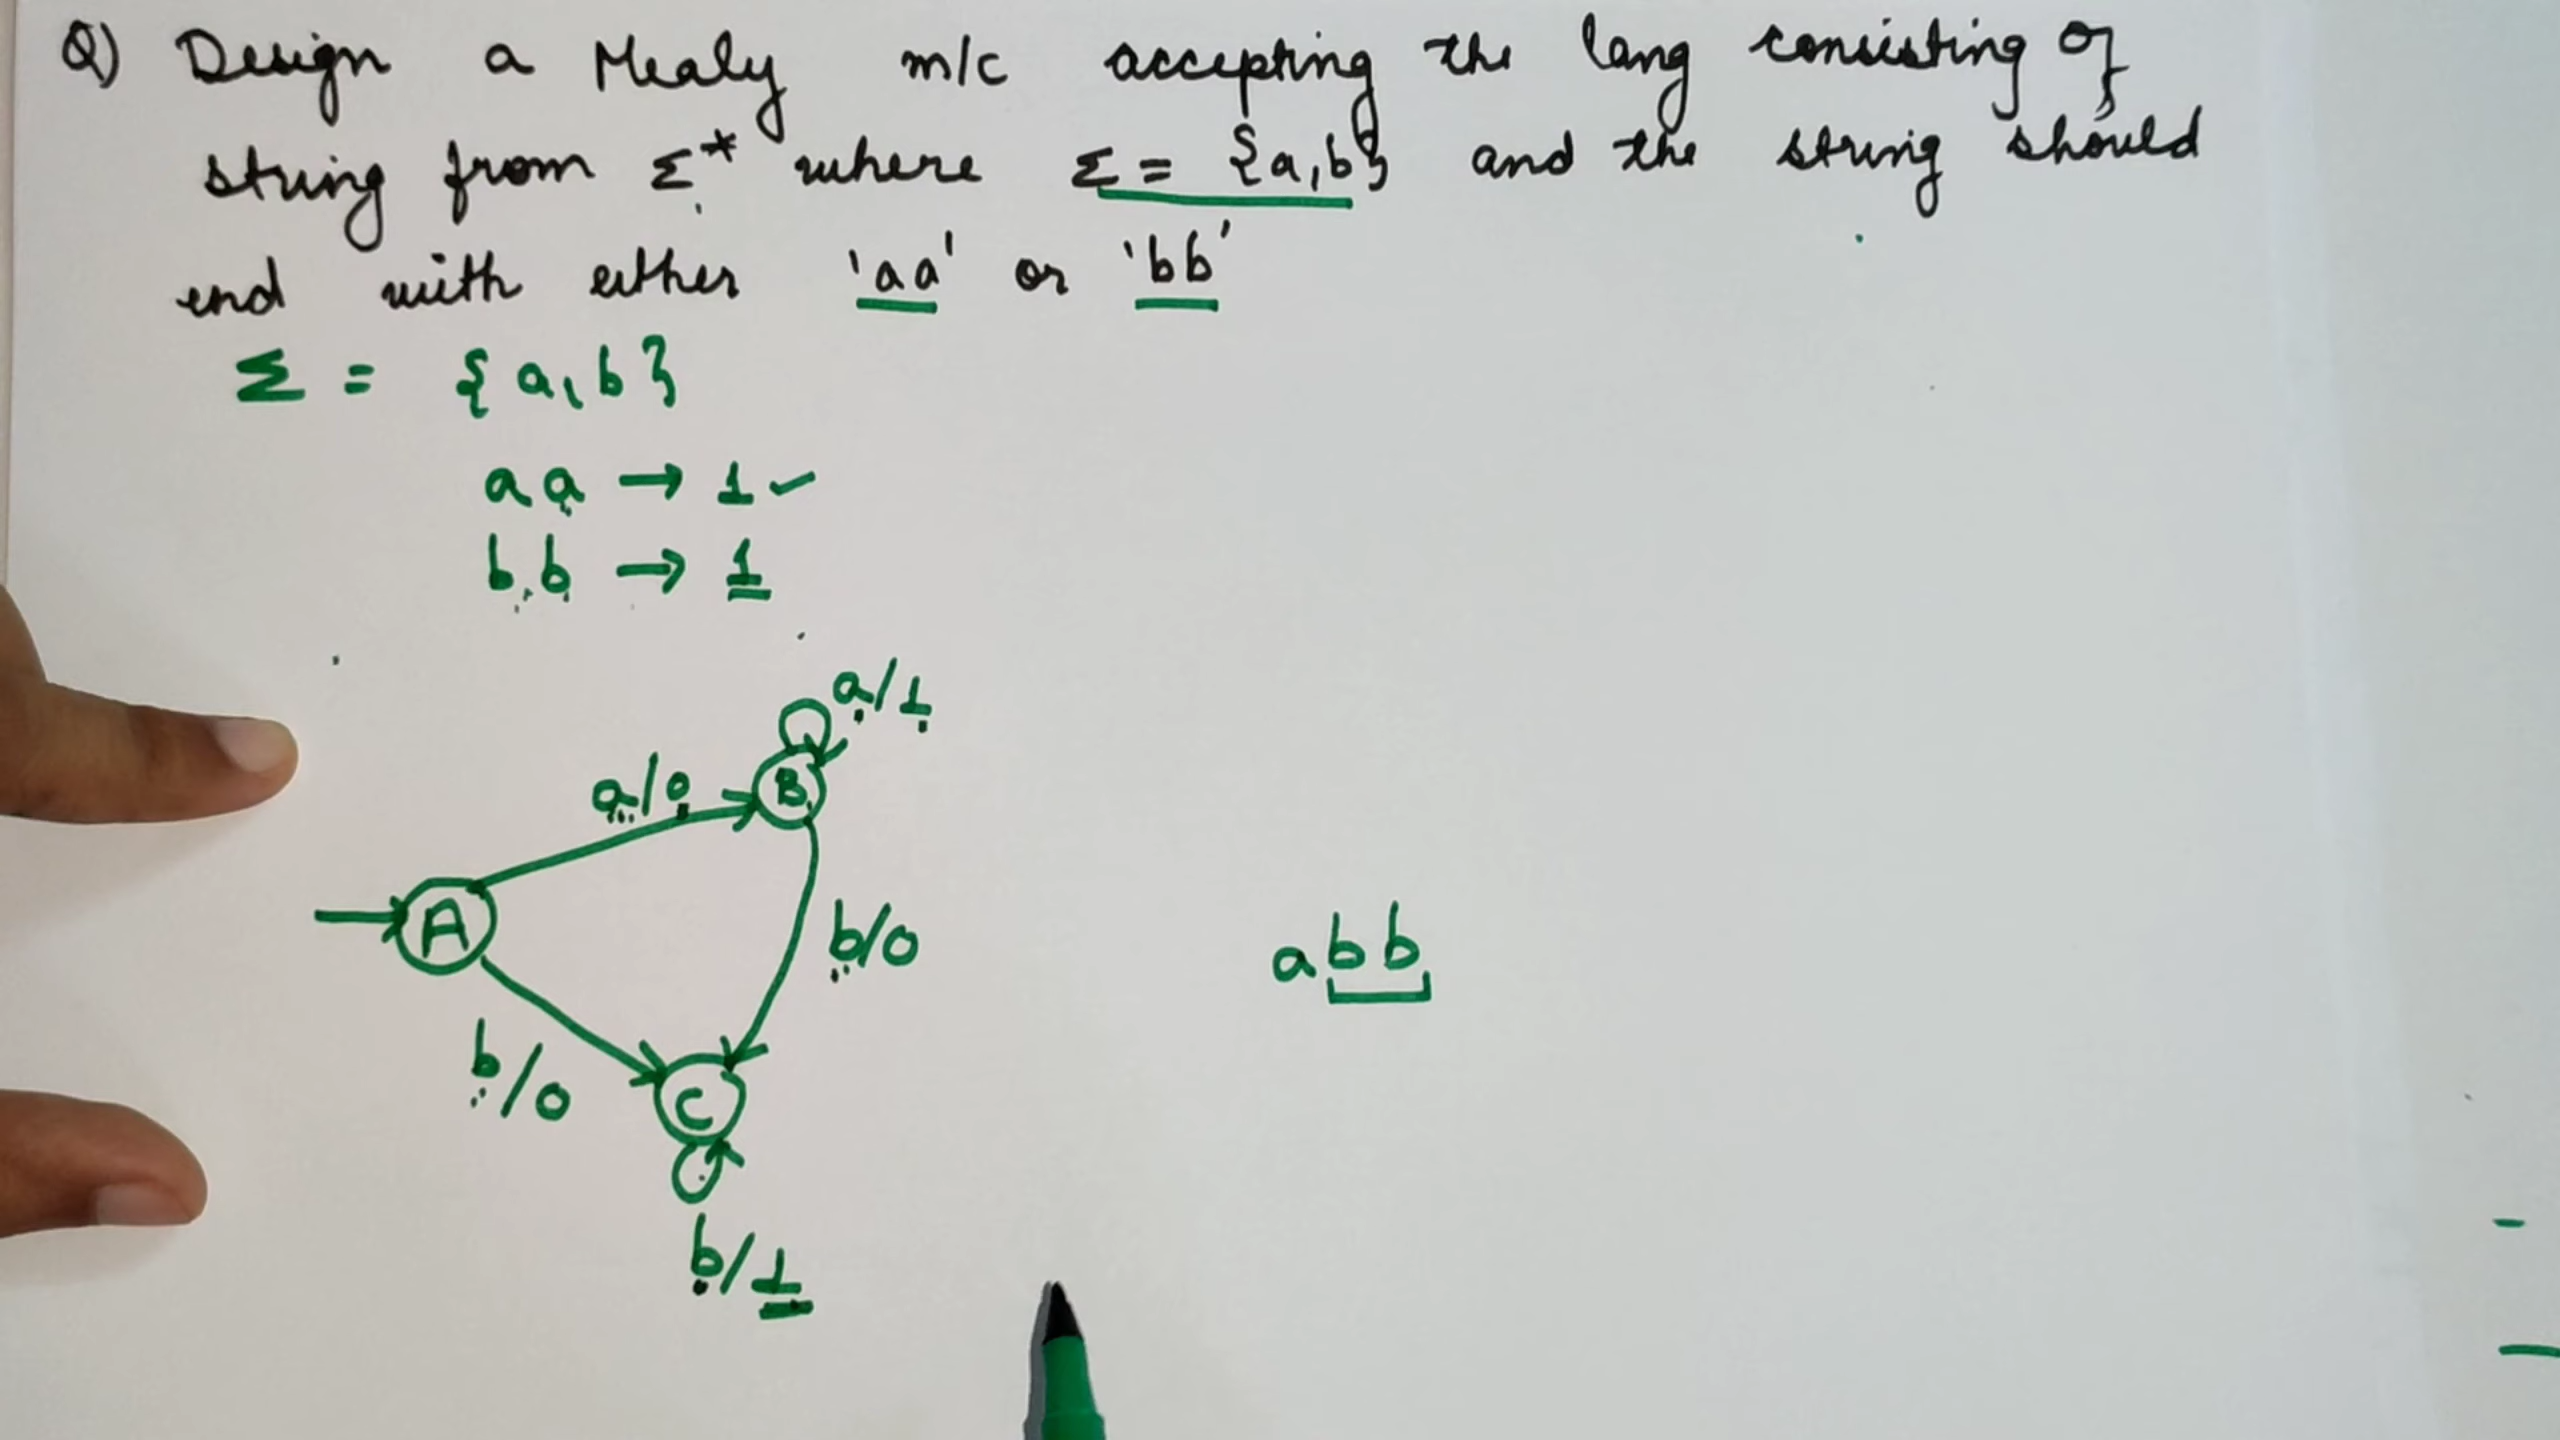 Q) Design a Mealy m/c accepting the lang consisting of
string from Σ* where Σ = {a,b} and the string should
end with either 'aa' or 'bb'
Σ = {a,b}
aa → 1 ✓
bb → 1
a/1
a/0
B
A
b/0
abb
b/0
C
b/1